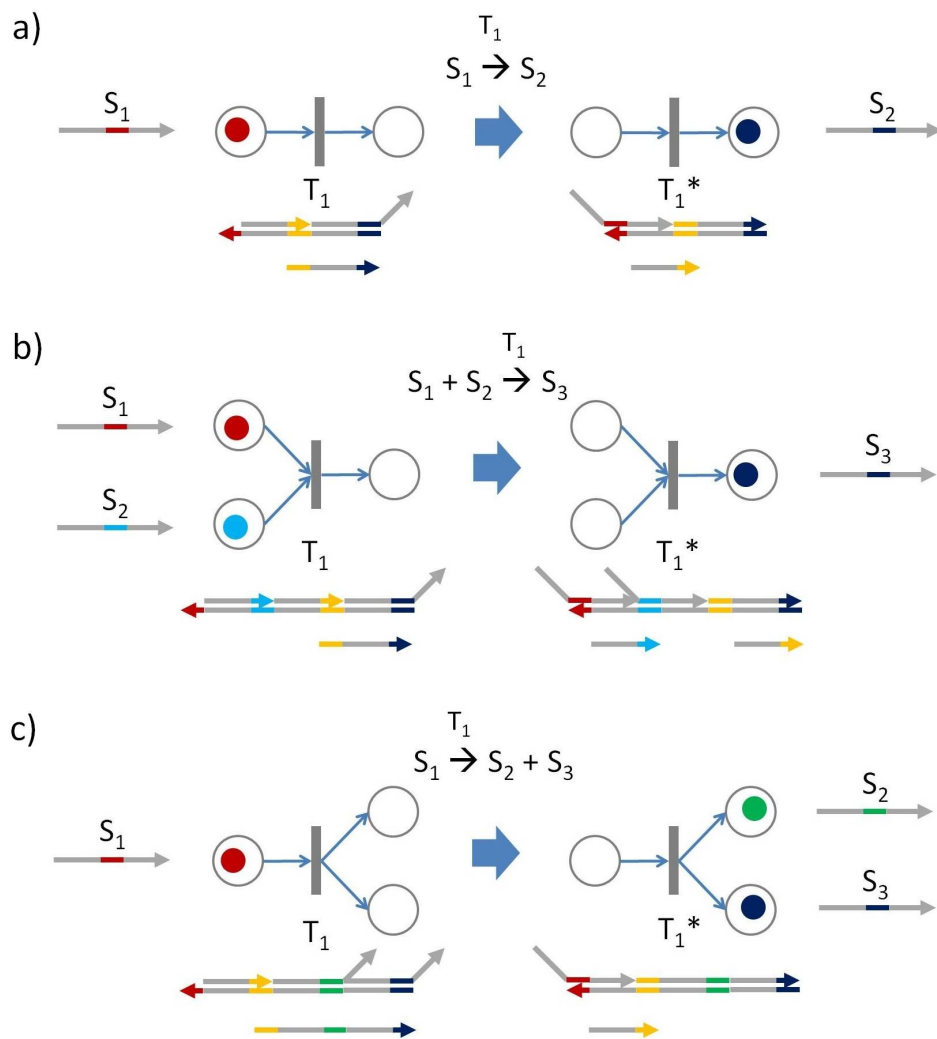 a)
T₁
S₁ → S₂
S₁
S₂
T₁
T₁*
b)
T₁
S₁ + S₂ → S₃
S₁
S₃
S₂
T₁
T₁*
c)
T₁
S₁ → S₂ + S₃
S₂
S₁
S₃
T₁
T₁*